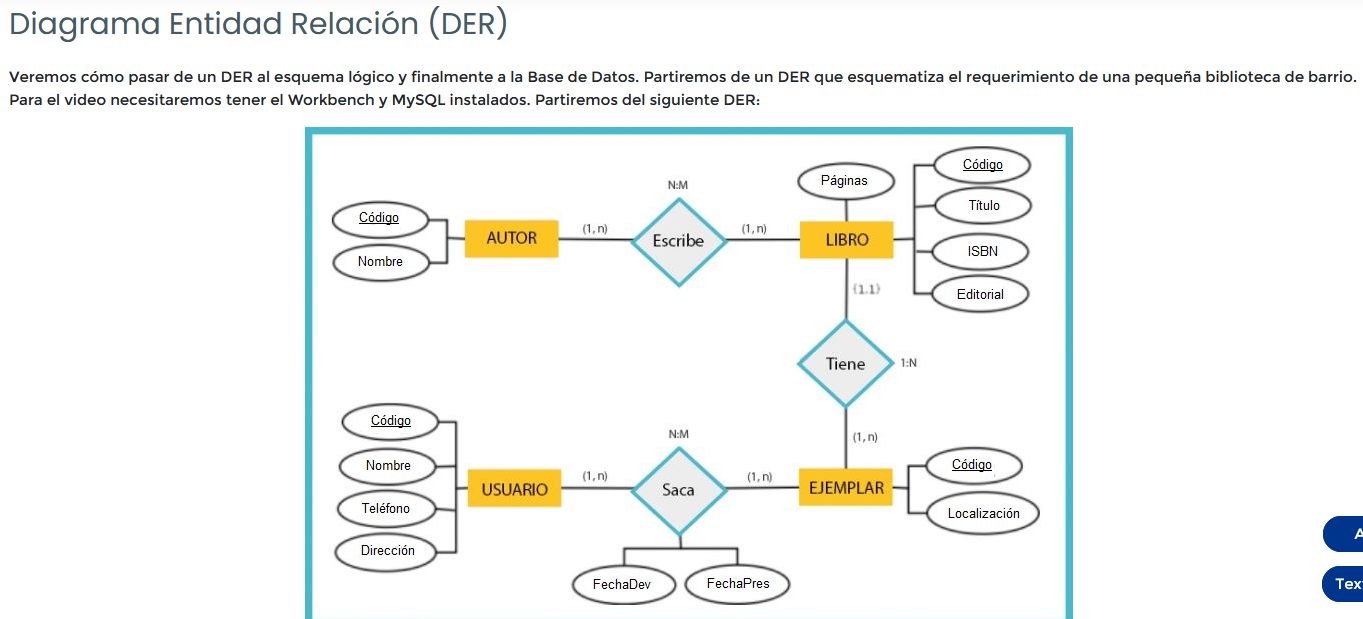 Diagrama Entidad Relación (DER)
Veremos cómo pasar de un DER al esquema lógico y finalmente a la Base de Datos. Partiremos de un DER que esquematiza el requerimiento de una pequeña biblioteca de barrio.
Para el video necesitaremos tener el Workbench y MySQL instalados. Partiremos del siguiente DER:
Código
Nombre
AUTOR
(1,n)
N:M
Escribe
(1,n)
Páginas
LIBRO
Código
Título
ISBN
Editorial
(1.1)
Tiene
1:N
(1,n)
Código
Nombre
Teléfono
Dirección
USUARIO
(1,n)
N:M
Saca
(1,n)
EJEMPLAR
Código
Localización
FechaDev
FechaPres
A
Tex